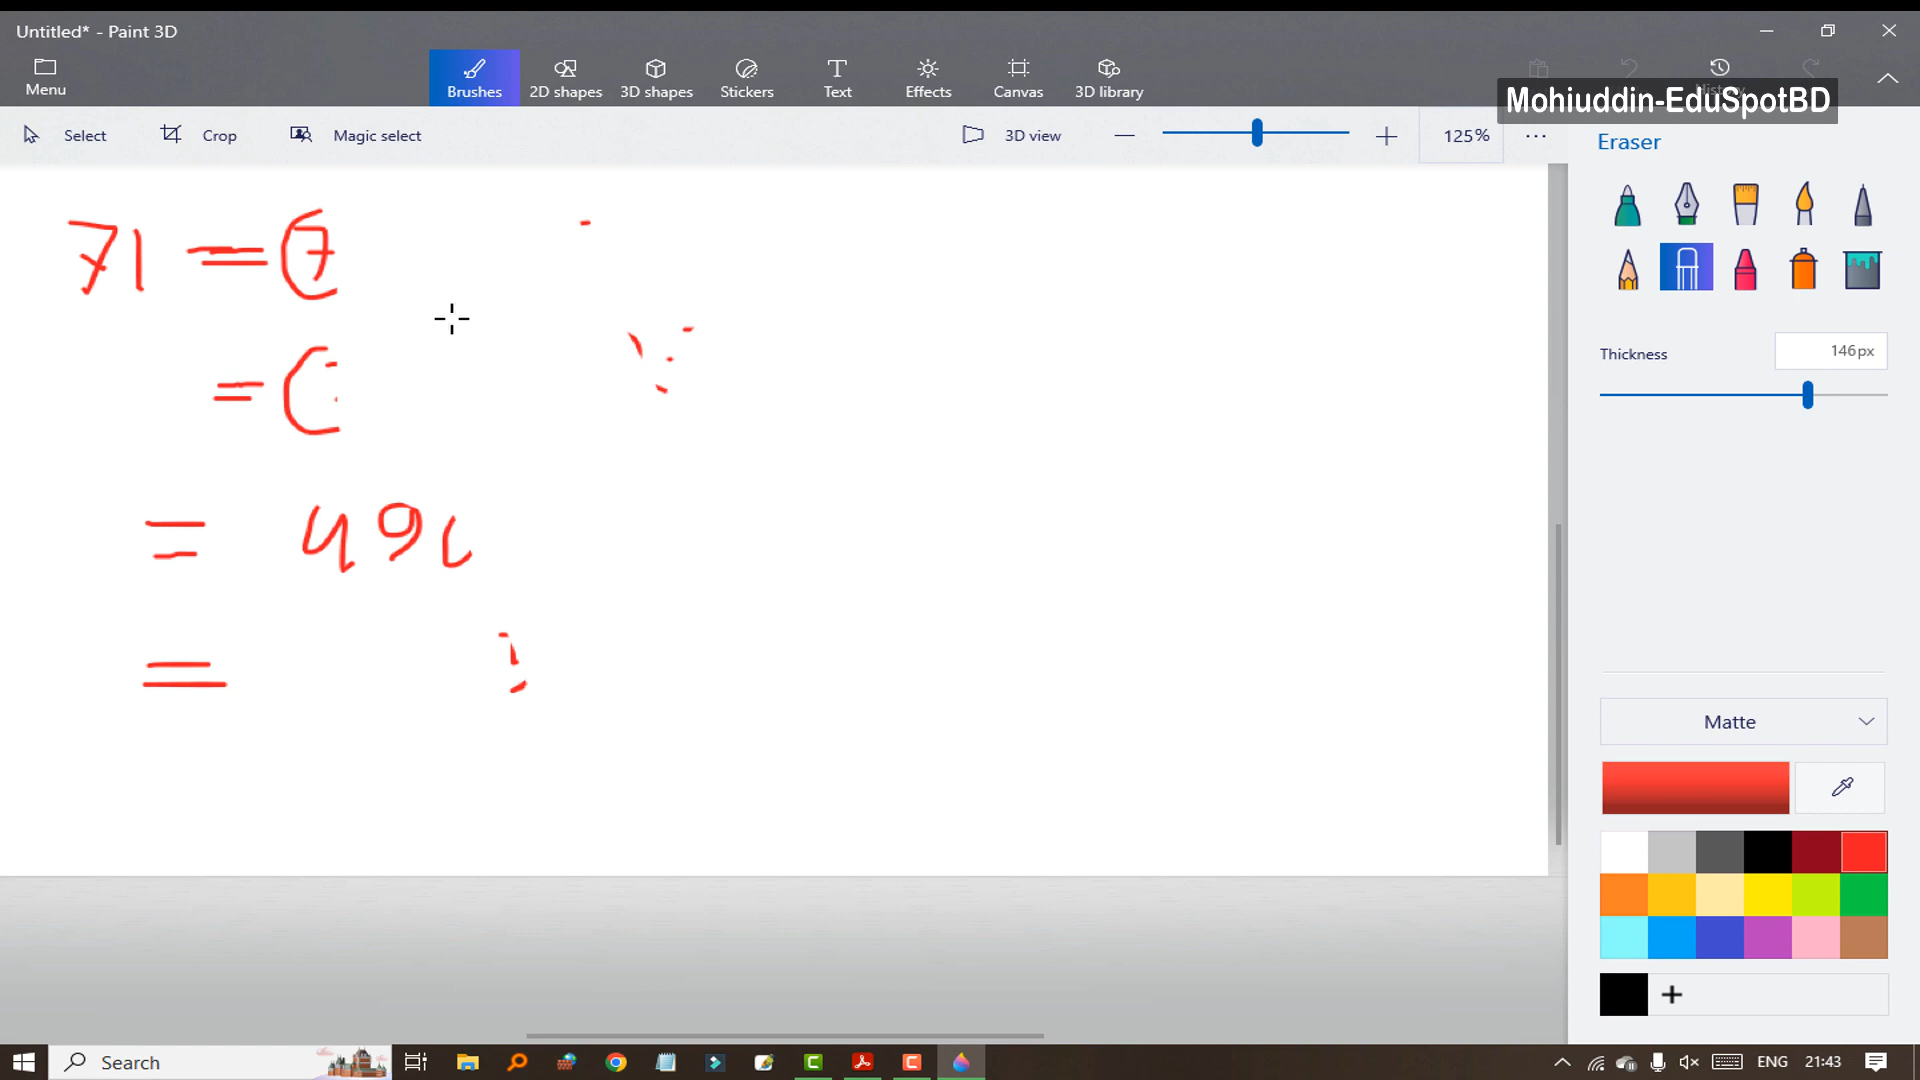 Untitled* - Paint 3D
Menu
Brushes
2D shapes
3D shapes
Stickers
Text
Effects
Canvas
3D library
Mohiuddin-EduSpotBD
Select
Crop
Magic select
3D view
125%
Eraser
71 = (7
= (
= 49
=
Thickness
146px
Matte
Search
ENG
21:43